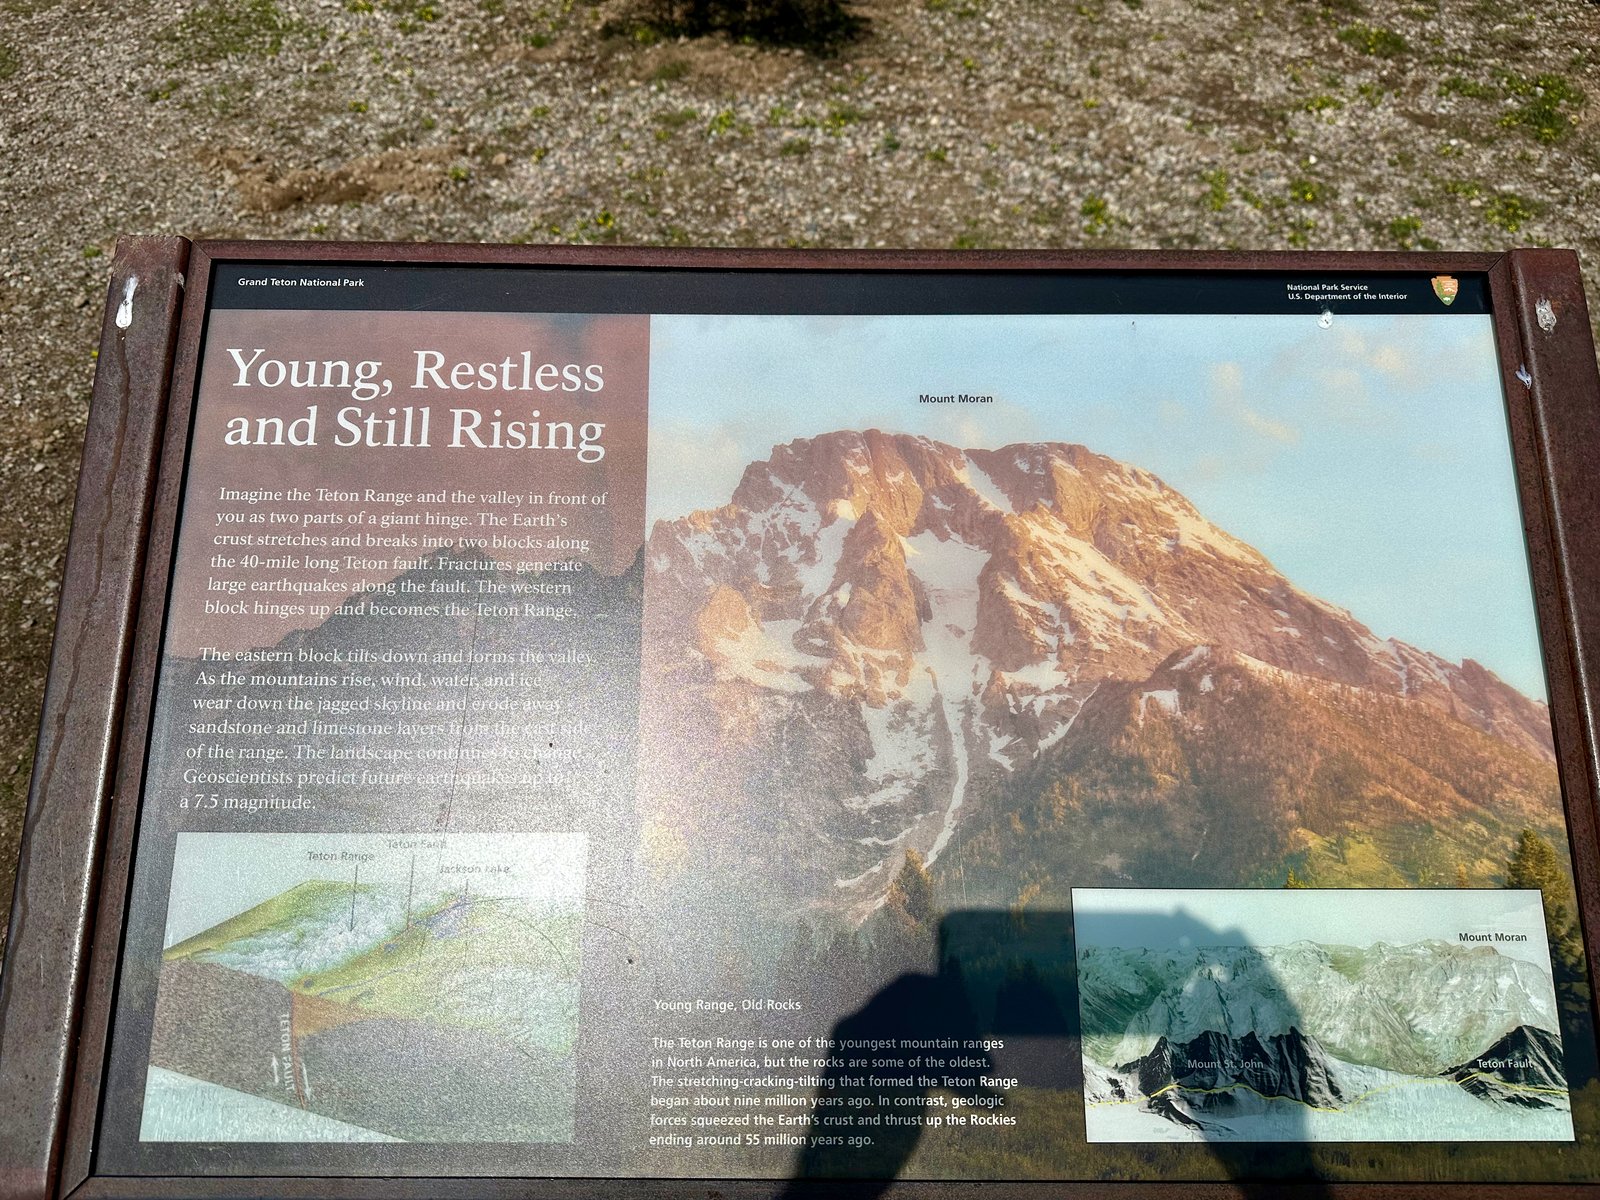 Grand Teton National Park
National Park Service
U.S. Department of the Interior
Young, Restless
and Still Rising
Imagine the Teton Range and the valley in front of
you as two parts of a giant hinge. The Earth's
crust stretches and breaks into two blocks along
the 40-mile long Teton fault. Fractures generate
large earthquakes along the fault. The western
block hinges up and becomes the Teton Range.
The eastern block tilts down and forms the valley.
As the mountains rise, wind, water, and ice
wear down the jagged skyline and erode away
sandstone and limestone layers from the east side
of the range. The landscape continues to change.
Geoscientists predict future earthquakes up to
a 7.5 magnitude.
Teton Fault
Teton Range
Jackson Lake
TETON FAULT
Mount Moran
Young Range, Old Rocks
The Teton Range is one of the youngest mountain ranges
in North America, but the rocks are some of the oldest.
The stretching-cracking-tilting that formed the Teton Range
began about nine million years ago. In contrast, geologic
forces squeezed the Earth's crust and thrust up the Rockies
ending around 55 million years ago.
Mount Moran
Mount St. John
Teton Fault